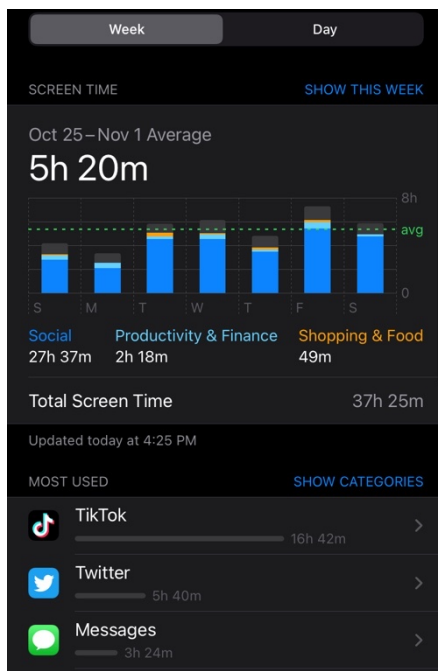 Week Day
SCREEN TIME SHOW THIS WEEK
Oct 25–Nov 1 Average
5h 20m
8h
avg
0
S M T W T F S
Social Productivity & Finance Shopping & Food
27h 37m 2h 18m 49m
Total Screen Time 37h 25m
Updated today at 4:25 PM
MOST USED SHOW CATEGORIES
TikTok
16h 42m
Twitter
5h 40m
Messages
3h 24m